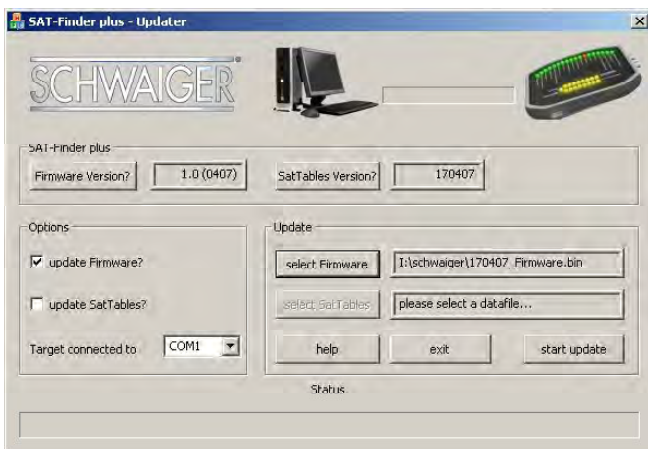 SAT-Finder plus - Updater
SCHWAIGER
SAT-Finder plus
Firmware Version?
1.0 (0407)
SatTables Version?
170407
Options
update Firmware?
update SatTables?
Target connected to
COM1
Update
select Firmware
I:\schwaiger\170407 Firmware.bin
select SatTables
please select a datafile...
help
exit
start update
Status